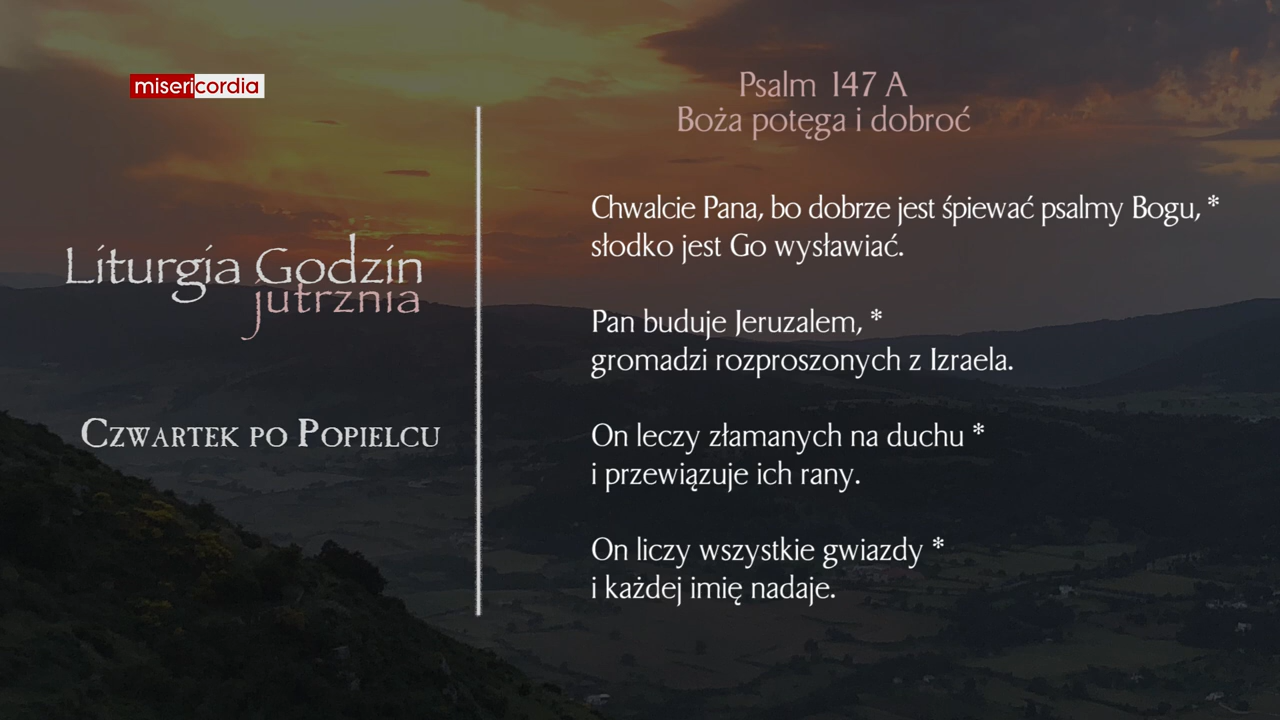 misericordia
Liturgia Godzin
jutrznia
Czwartek po Popielcu
Psalm 147 A
Boża potęga i dobroć
Chwalcie Pana, bo dobrze jest śpiewać psalmy Bogu, *
słodko jest Go wysławiać.
Pan buduje Jeruzalem, *
gromadzi rozproszonych z Izraela.
On leczy złamanych na duchu *
i przewiązuje ich rany.
On liczy wszystkie gwiazdy *
i każdej imię nadaje.